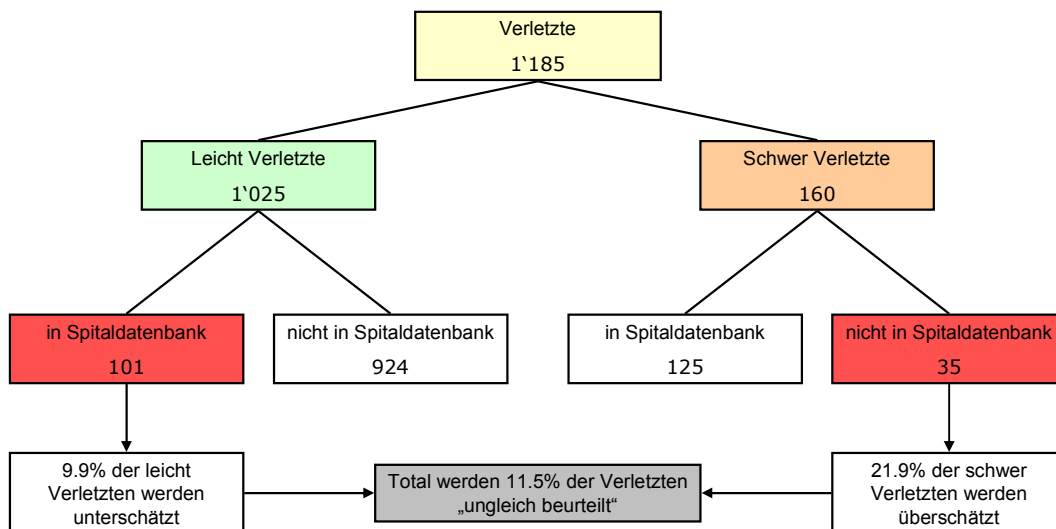 Verletzte
1‘185
Leicht Verletzte
1‘025
Schwer Verletzte
160
in Spitaldatenbank
101
nicht in Spitaldatenbank
924
in Spitaldatenbank
125
nicht in Spitaldatenbank
35
9.9% der leicht
Verletzten werden
unterschätzt
Total werden 11.5% der Verletzten
„ungleich beurteilt“
21.9% der schwer
Verletzten werden
überschätzt